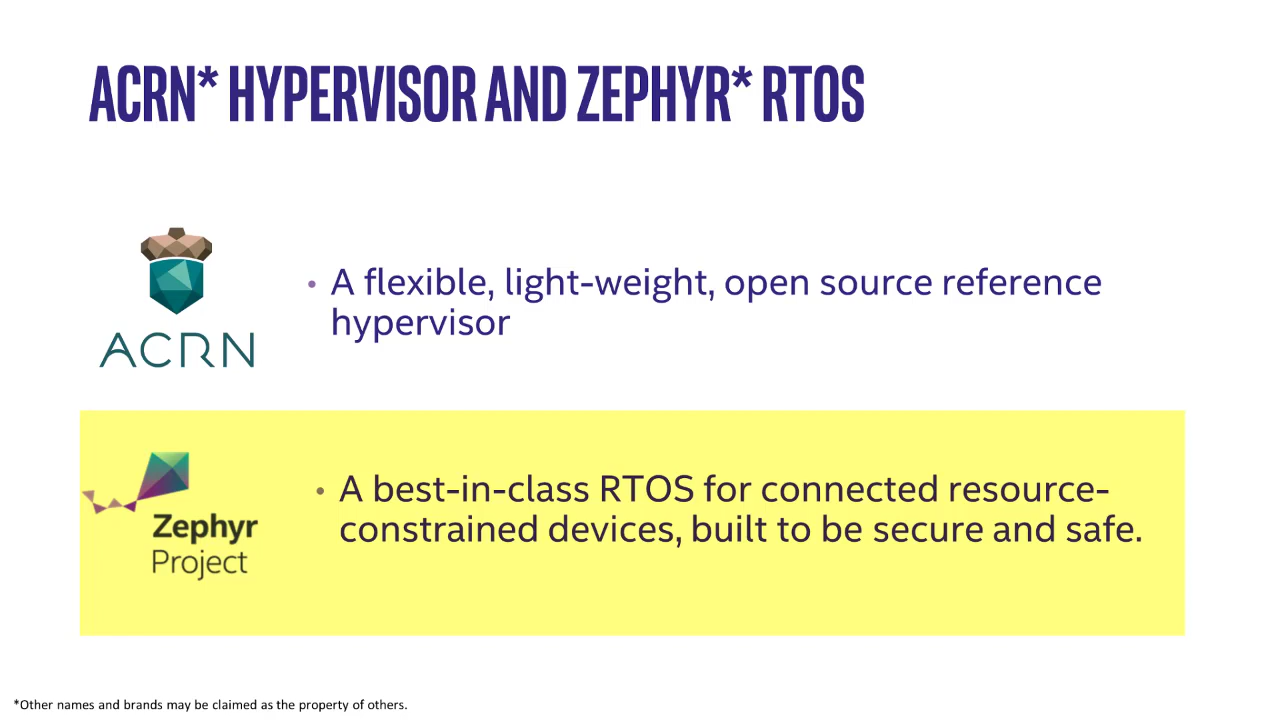 ACRN* HYPERVISOR AND ZEPHYR* RTOS
ACRN
• A flexible, light-weight, open source reference
hypervisor
Zephyr
Project
• A best-in-class RTOS for connected resource-
constrained devices, built to be secure and safe.
*Other names and brands may be claimed as the property of others.